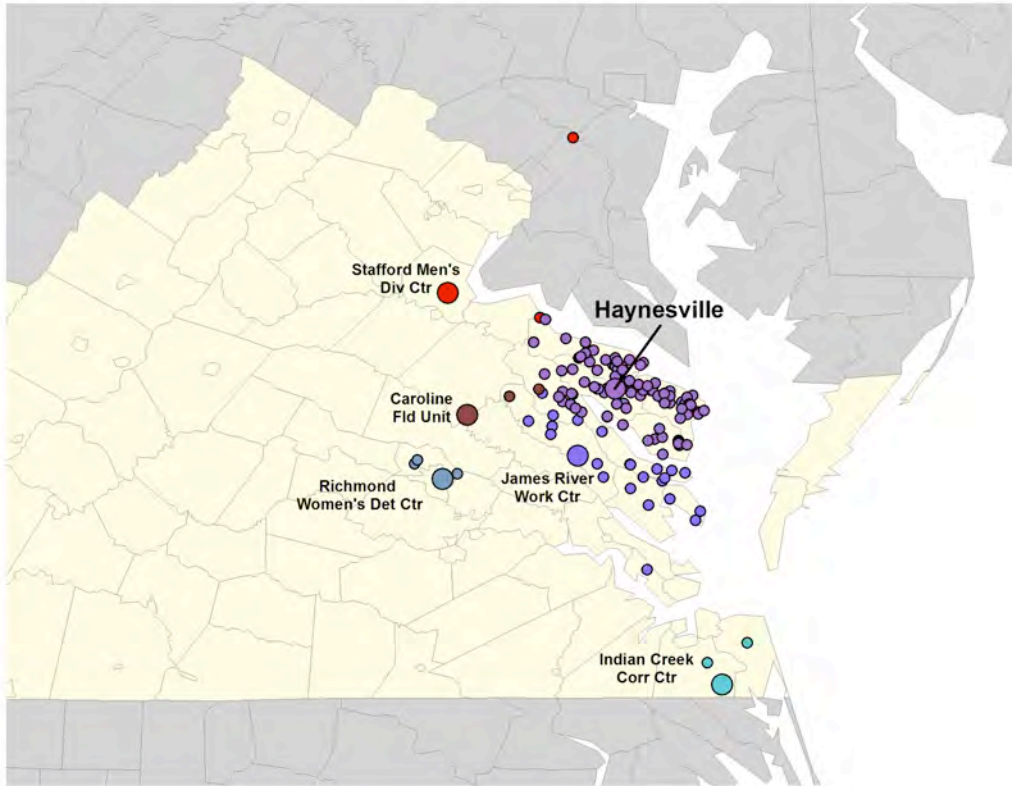 Stafford Men's
Div Ctr
Haynesville
Caroline
Fld Unit
Richmond
Women's Det Ctr
James River
Work Ctr
Indian Creek
Corr Ctr